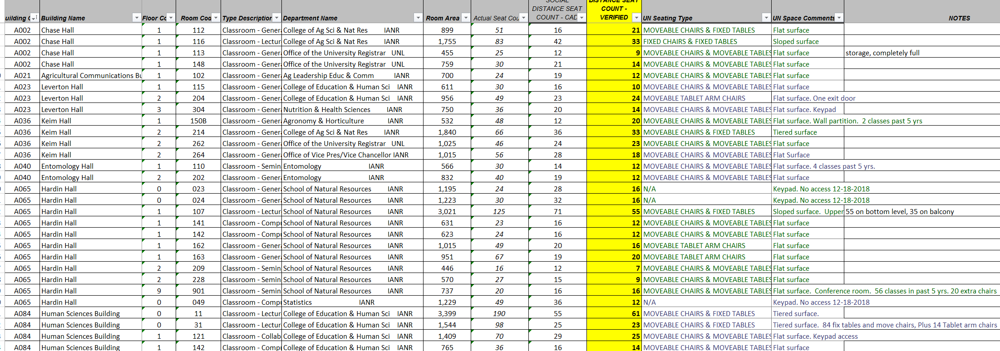 uilding C Building Name Floor Co Room Cod Type Description Department Name Room Area Actual Seat Cou SOCIAL DISTANCE SEAT COUNT - CAD DISTANCE SEAT COUNT - VERIFIED UN Seating Type UN Space Comments NOTES
A002 Chase Hall 1 112 Classroom - Gener College of Ag Sci & Nat Res IANR 899 51 16 21 MOVEABLE CHAIRS & FIXED TABLES Flat surface
A002 Chase Hall 1 116 Classroom - Lectur College of Ag Sci & Nat Res IANR 1,755 83 42 33 FIXED CHAIRS & FIXED TABLES Sloped surface
A002 Chase Hall 1 113 Classroom - Gener Office of the University Registrar UNL 455 25 12 9 MOVEABLE CHAIRS & MOVEABLE TABLES Flat surface storage, completely full
A002 Chase Hall 1 148 Classroom - Gener Office of the University Registrar UNL 759 30 21 14 MOVEABLE CHAIRS & MOVEABLE TABLES Flat surface
A021 Agricultural Communications Bu 1 102 Classroom - Gener Ag Leadership Educ & Comm IANR 700 24 19 12 MOVEABLE CHAIRS & MOVEABLE TABLES Flat surface
A023 Leverton Hall 1 115 Classroom - Gener College of Education & Human Sci IANR 611 30 16 10 MOVEABLE CHAIRS & MOVEABLE TABLES Flat surface
A023 Leverton Hall 2 204 Classroom - Gener College of Education & Human Sci IANR 956 49 23 24 MOVEABLE TABLET ARM CHAIRS Flat surface. One exit door
A023 Leverton Hall 3 304 Classroom - Gener Nutrition & Health Sciences IANR 750 36 20 14 MOVEABLE CHAIRS & MOVEABLE TABLES Flat surface. Keypad
A036 Keim Hall 1 150B Classroom - Gener Agronomy & Horticulture IANR 532 48 12 20 MOVEABLE CHAIRS & MOVEABLE TABLES Flat surface. Wall partition. 2 classes past 5 yrs
A036 Keim Hall 2 214 Classroom - Gener College of Ag Sci & Nat Res IANR 1,840 66 36 33 MOVEABLE CHAIRS & FIXED TABLES Tiered surface
A036 Keim Hall 2 262 Classroom - Gener Office of the University Registrar UNL 1,025 46 24 23 MOVEABLE CHAIRS & MOVEABLE TABLES Flat surface
A036 Keim Hall 2 264 Classroom - Gener Office of Vice Pres/Vice Chancellor IANR 1,015 56 28 18 MOVEABLE CHAIRS & MOVEABLE TABLES Flat Surface
A040 Entomology Hall 1 110 Classroom - Semin Entomology IANR 566 30 14 12 MOVEABLE CHAIRS & MOVEABLE TABLES Flat surface. 4 classes past 5 yrs.
A040 Entomology Hall 2 202 Classroom - Gener Entomology IANR 832 40 19 12 MOVEABLE CHAIRS & MOVEABLE TABLES Flat surface
A065 Hardin Hall 0 023 Classroom - Gener School of Natural Resources IANR 1,195 24 28 16 N/A Keypad. No access 12-18-2018
A065 Hardin Hall 0 024 Classroom - Gener School of Natural Resources IANR 1,223 30 32 16 N/A Keypad. No access 12-18-2018
A065 Hardin Hall 1 107 Classroom - Lectur School of Natural Resources IANR 3,021 125 71 55 MOVEABLE CHAIRS & FIXED TABLES Sloped surface. Upper 55 on bottom level, 35 on balcony
A065 Hardin Hall 1 141 Classroom - Compu School of Natural Resources IANR 631 23 16 12 MOVEABLE CHAIRS & MOVEABLE TABLES Flat surface
A065 Hardin Hall 1 142 Classroom - Compu School of Natural Resources IANR 623 24 16 12 MOVEABLE CHAIRS & MOVEABLE TABLES Flat surface
A065 Hardin Hall 1 162 Classroom - Gener School of Natural Resources IANR 1,015 49 20 16 MOVEABLE TABLET ARM CHAIRS Flat surface
A065 Hardin Hall 1 163 Classroom - Gener School of Natural Resources IANR 951 67 19 20 MOVEABLE TABLET ARM CHAIRS Flat surface
A065 Hardin Hall 2 209 Classroom - Semin School of Natural Resources IANR 446 16 12 7 MOVEABLE CHAIRS & MOVEABLE TABLES Flat surface
A065 Hardin Hall 2 228 Classroom - Semin School of Natural Resources IANR 570 27 15 9 MOVEABLE CHAIRS & MOVEABLE TABLES Flat surface
A065 Hardin Hall 9 901 Classroom - Semin School of Natural Resources IANR 737 20 16 16 MOVEABLE CHAIRS & MOVEABLE TABLES Flat surface. Conference room. 56 classes in past 5 yrs. 20 extra chairs
A065 Hardin Hall 0 049 Classroom - Compu Statistics IANR 1,229 49 36 12 N/A Keypad. No access 12-18-2018
A084 Human Sciences Building 0 11 Classroom - Lectur College of Education & Human Sci IANR 3,399 190 55 61 MOVEABLE CHAIRS & FIXED TABLES Tiered surface.
A084 Human Sciences Building 0 31 Classroom - Lectur College of Education & Human Sci IANR 1,544 98 25 23 MOVEABLE CHAIRS & FIXED TABLES Tiered surface. 84 fix tables and move chairs, Plus 14 Tablet arm chairs
A084 Human Sciences Building 1 121 Classroom - Collab College of Education & Human Sci IANR 1,409 70 29 25 MOVEABLE CHAIRS & MOVEABLE TABLES Flat surface. Keypad access
A084 Human Sciences Building 1 142 Classroom - Compu College of Education & Human Sci IANR 765 36 16 14 MOVEABLE CHAIRS & MOVEABLE TABLES Flat surface